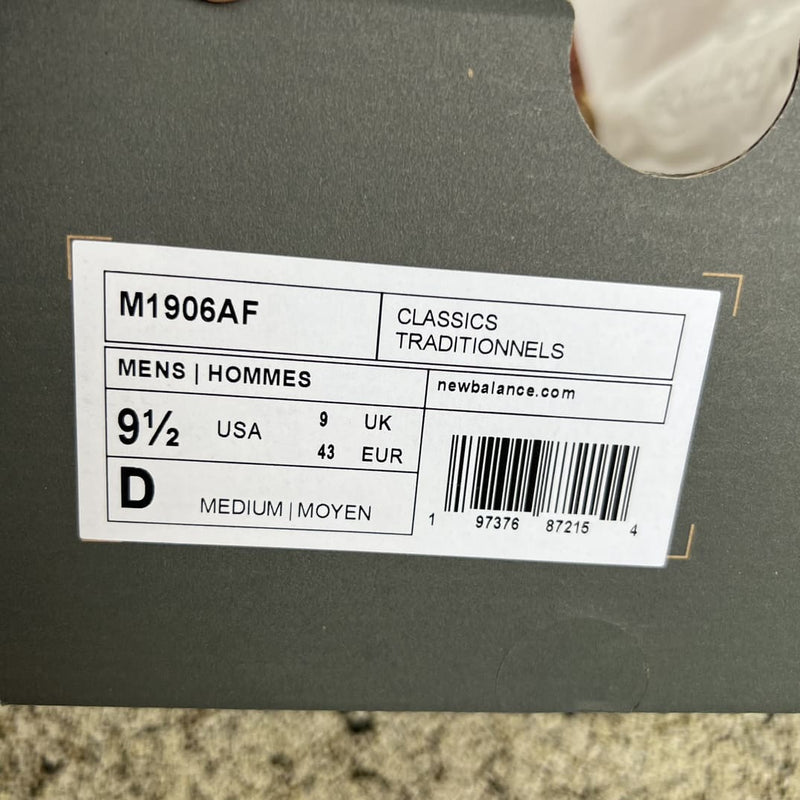 M1906AF
CLASSICS
TRADITIONNELS
MENS | HOMMES
newbalance.com
9½ USA
9 UK
43 EUR
D MEDIUM | MOYEN
1 97376 87215 4